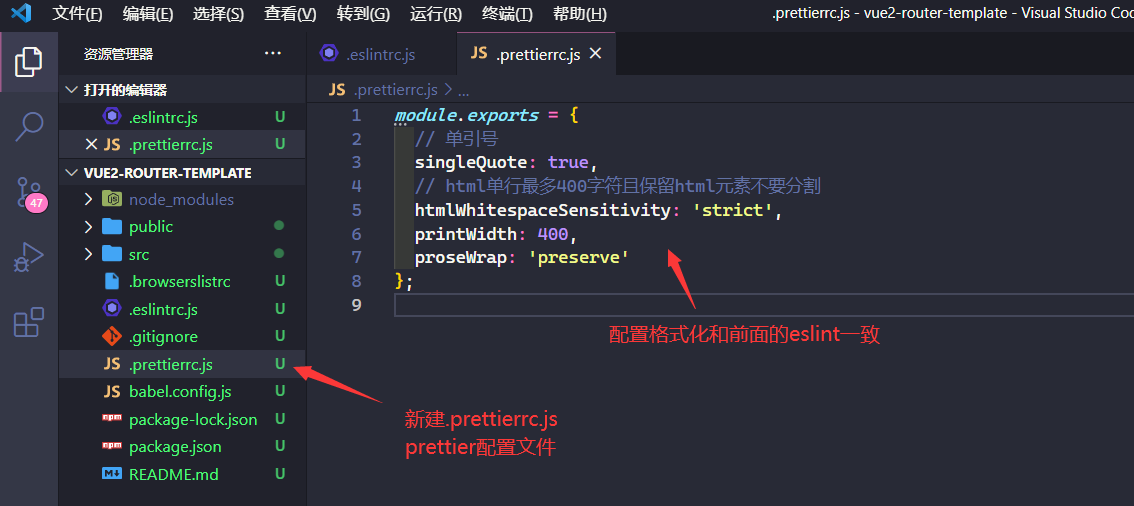 文件(F) 编辑(E) 选择(S) 查看(V) 转到(G) 运行(R) 终端(T) 帮助(H) .prettierrc.js - vue2-router-template - Visual Studio Cod
资源管理器 ···
打开的编辑器
.eslintrc.js U
JS .prettierrc.js U
VUE2-ROUTER-TEMPLATE
node_modules
public
src
.browserslistrc U
.eslintrc.js U
.gitignore U
JS .prettierrc.js U
JS babel.config.js U
npm package-lock.json U
npm package.json U
README.md U
47
.eslintrc.js JS .prettierrc.js
JS .prettierrc.js > ...
1 module.exports = {
2 // 单引号
3 singleQuote: true,
4 // html单行最多400字符且保留html元素不要分割
5 htmlWhitespaceSensitivity: 'strict',
6 printWidth: 400,
7 proseWrap: 'preserve'
8 };
9
配置格式化和前面的eslint一致
新建.prettierrc.js
prettier配置文件